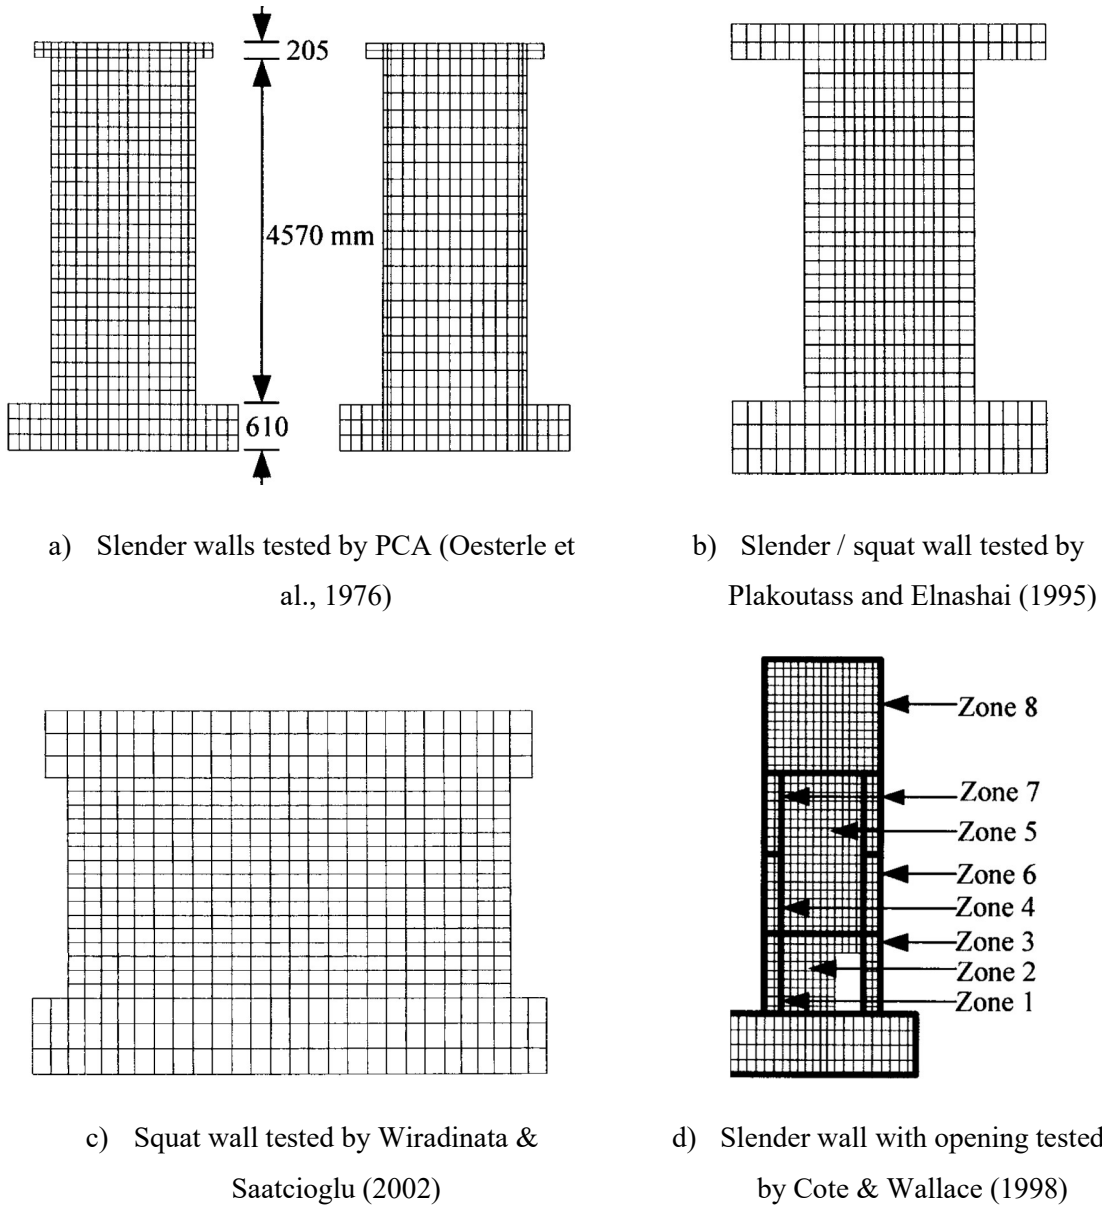 205
4570 mm
610
a) Slender walls tested by PCA (Oesterle et
al., 1976)
b) Slender / squat wall tested by
Plakoutass and Elnashai (1995)
Zone 8
Zone 7
Zone 5
Zone 6
Zone 4
Zone 3
Zone 2
Zone 1
c) Squat wall tested by Wiradinata &
Saatcioglu (2002)
d) Slender wall with opening tested
by Cote & Wallace (1998)